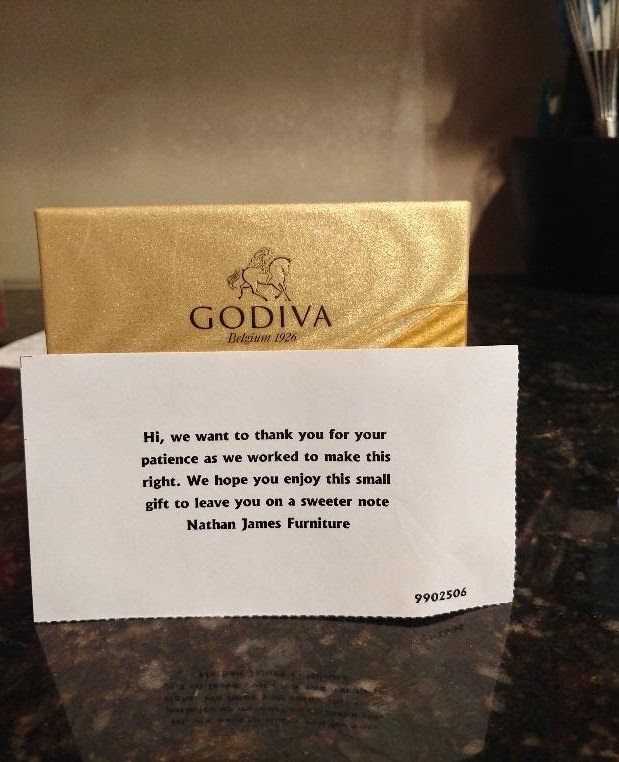 GODIVA
Belgium 1926
Hi, we want to thank you for your
patience as we worked to make this
right. We hope you enjoy this small
gift to leave you on a sweeter note
Nathan James Furniture
9902506